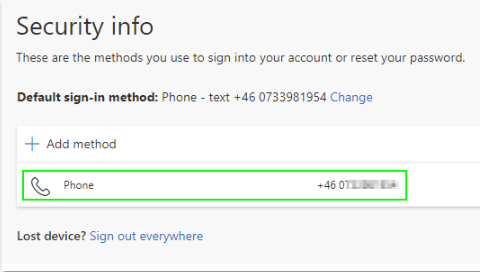 Security info
These are the methods you use to sign into your account or reset your password.
Default sign-in method: Phone - text +46 0733981954 Change
Add method
Phone +46 07
Lost device? Sign out everywhere